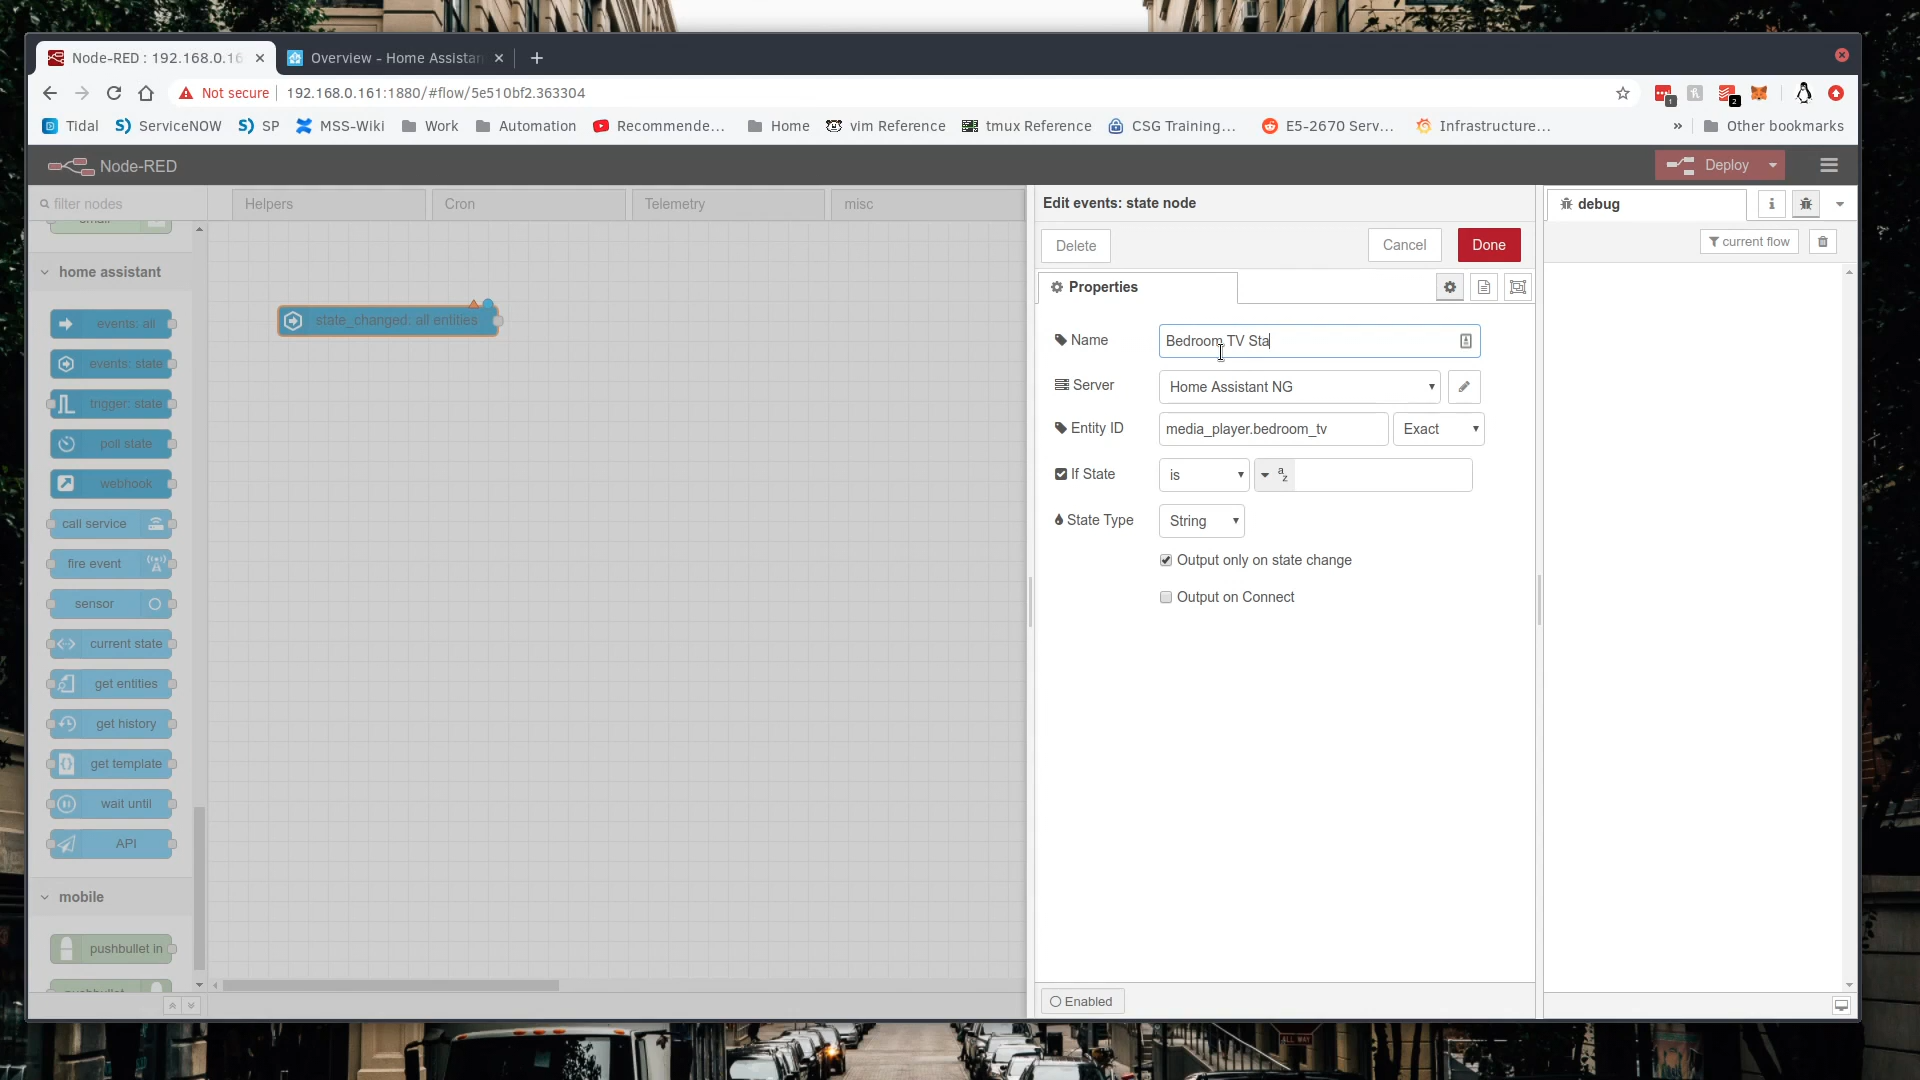 Node-RED : 192.168.0.16
Overview - Home Assistan
Not secure
192.168.0.161:1880/#flow/5e510bf2.363304
1
2
Tidal
ServiceNOW
SP
MSS-Wiki
Work
Automation
Recommende...
Home
vim Reference
tmux Reference
CSG Training...
E5-2670 Serv...
Infrastructure...
»
Other bookmarks
Node-RED
Deploy
filter nodes
Helpers
Cron
Telemetry
misc
home assistant
events: all
events: state
trigger: state
poll state
webhook
call service
fire event
sensor
current state
get entities
get history
get template
wait until
API
mobile
pushbullet in
state_changed: all entities
Edit events: state node
Delete
Cancel
Done
Properties
Name
Bedroom TV Sta
Server
Home Assistant NG
Entity ID
media_player.bedroom_tv
Exact
If State
is
a
z
State Type
String
Output only on state change
Output on Connect
Enabled
debug
i
current flow
ALL WAY